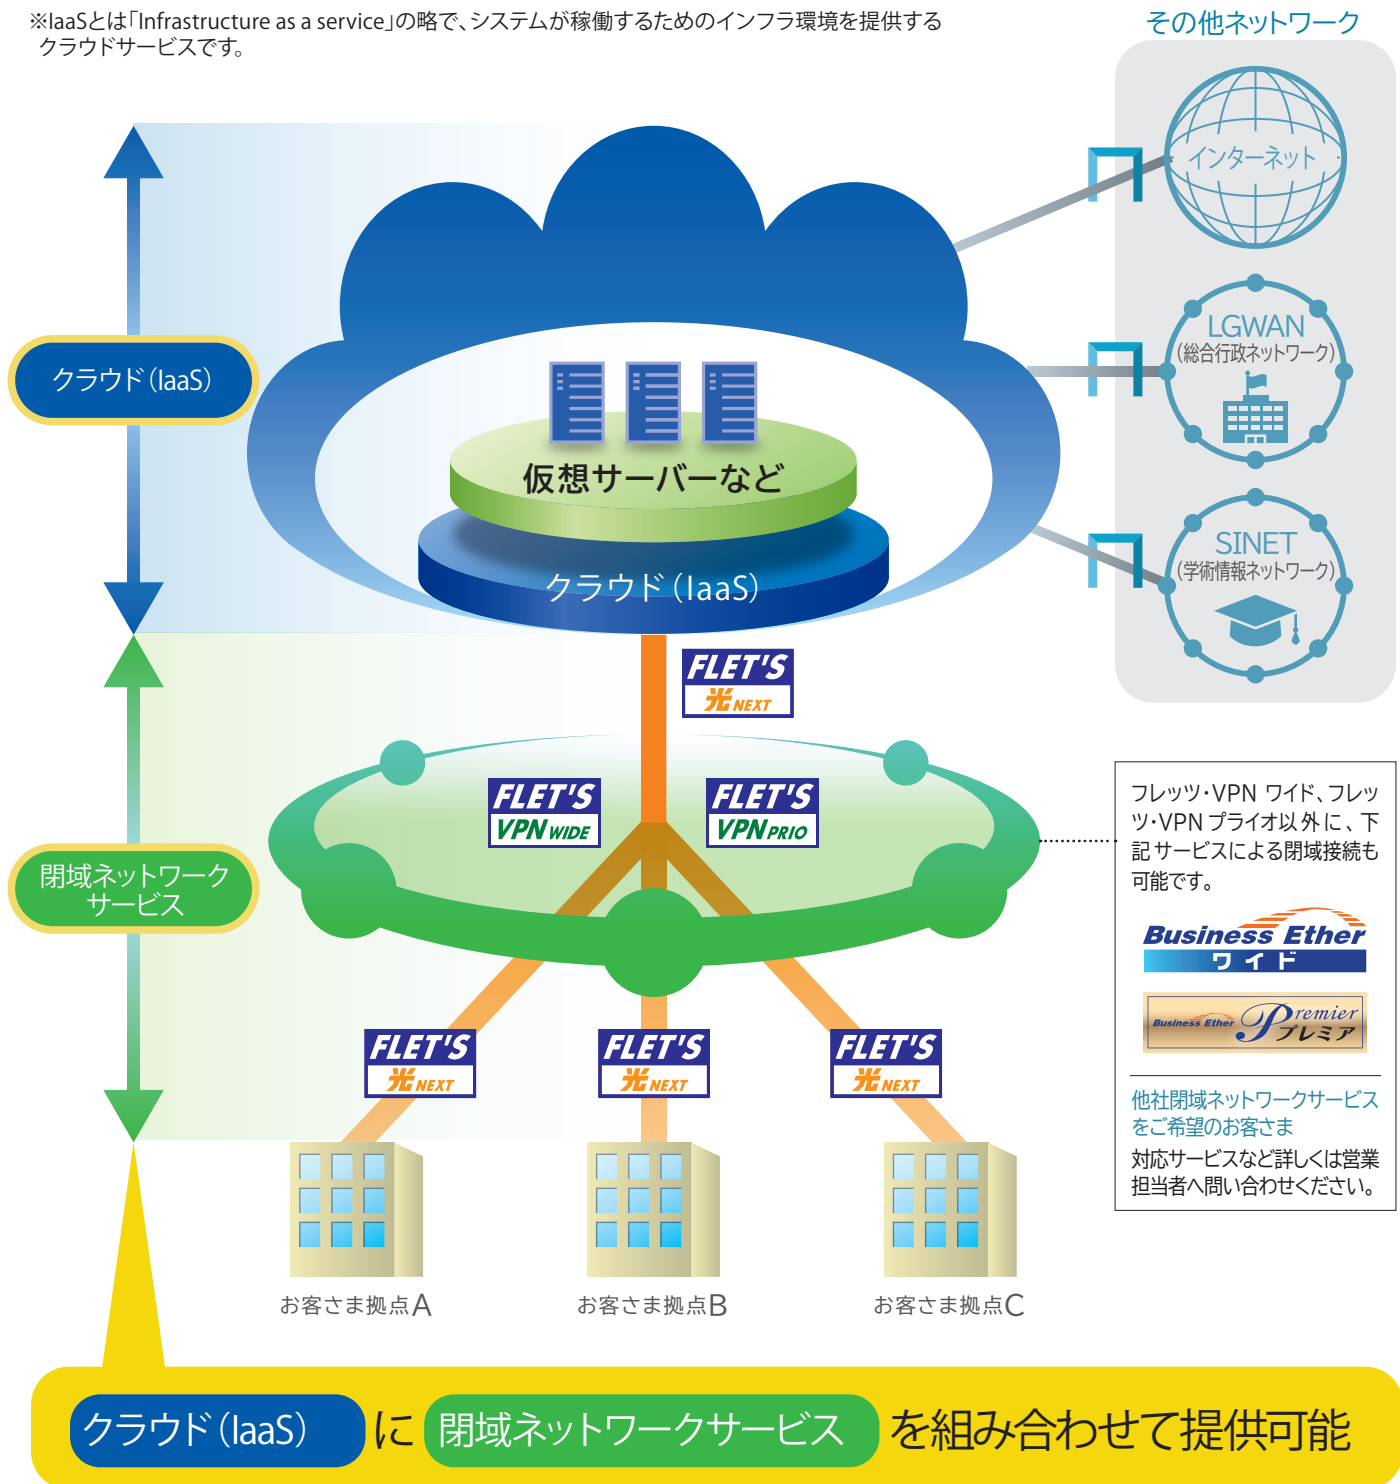 ※IaaSとは「Infrastructure as a service」の略で、システムが稼働するためのインフラ環境を提供する
クラウドサービスです。
その他ネットワーク
インターネット
LGWAN
(総合行政ネットワーク)
SINET
(学術情報ネットワーク)
クラウド(IaaS)
仮想サーバーなど
クラウド(IaaS)
FLET'S
光NEXT
FLET'S
VPN WIDE
FLET'S
VPN PRIO
閉域ネットワーク
サービス
フレッツ・VPN ワイド、フレッ
ツ・VPN プライオ以外に、下
記サービスによる閉域接続も
可能です。
Business Ether
ワイド
Business Ether Premier
プレミア
他社閉域ネットワークサービス
をご希望のお客さま
対応サービスなど詳しくは営業
担当者へ問い合わせください。
FLET'S
光NEXT
FLET'S
光NEXT
FLET'S
光NEXT
お客さま拠点A
お客さま拠点B
お客さま拠点C
クラウド(IaaS) に 閉域ネットワークサービス を組み合わせて提供可能